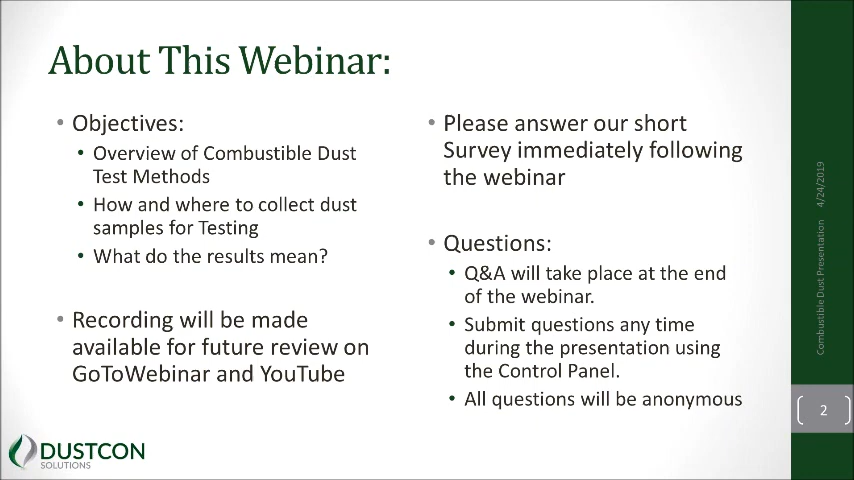 About This Webinar:
• Objectives:
• Overview of Combustible Dust
Test Methods
• How and where to collect dust
samples for Testing
• What do the results mean?
• Recording will be made
available for future review on
GoToWebinar and YouTube
• Please answer our short
Survey immediately following
the webinar
• Questions:
• Q&A will take place at the end
of the webinar.
• Submit questions any time
during the presentation using
the Control Panel.
• All questions will be anonymous
Combustible Dust Presentation 4/24/2019
2
DUSTCON
SOLUTIONS